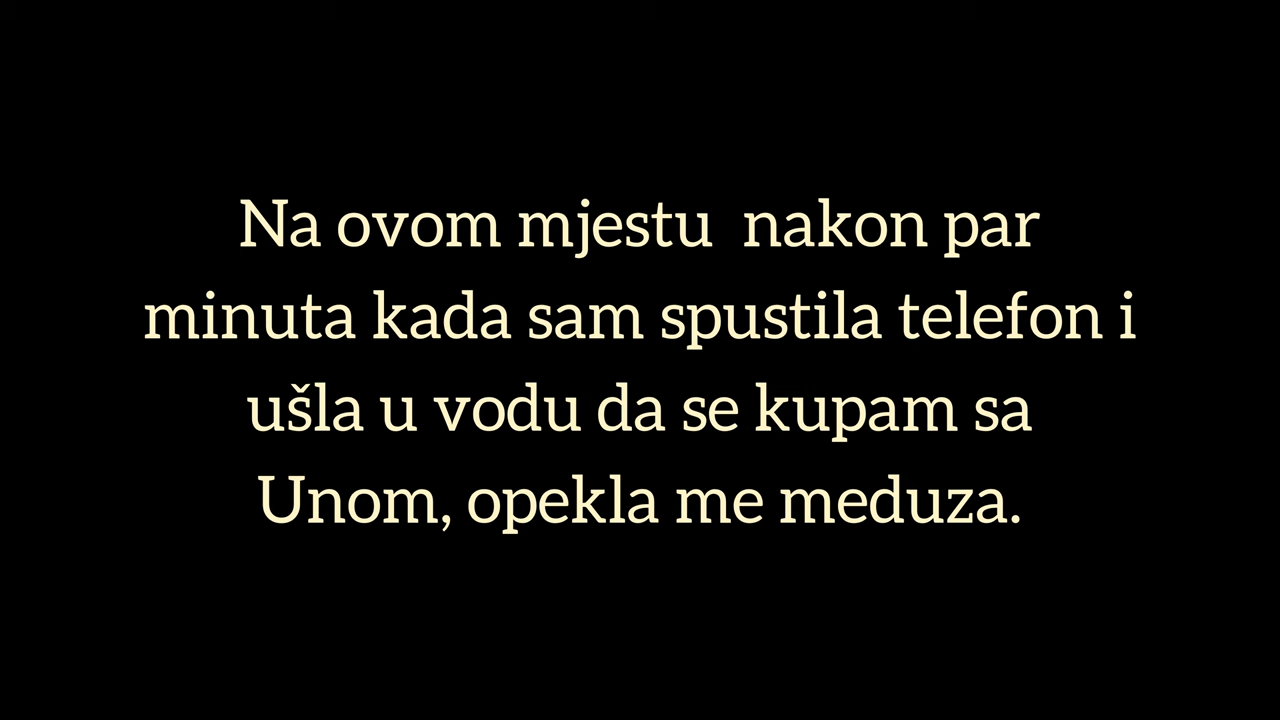 Na ovom mjestu  nakon par
minuta kada sam spustila telefon i
ušla u vodu da se kupam sa
Unom, opekla me meduza.